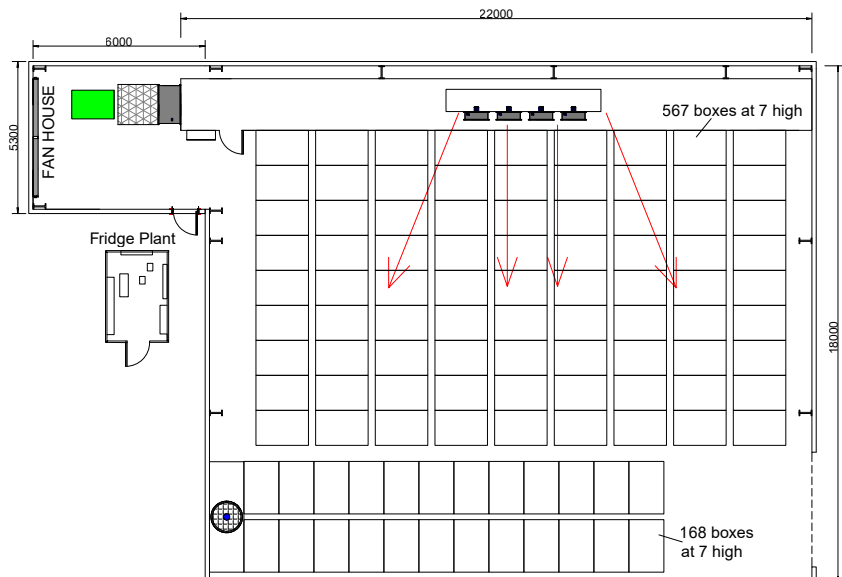 22000
6000
5300
FAN HOUSE
567 boxes at 7 high
Fridge Plant
18000
168 boxes
at 7 high